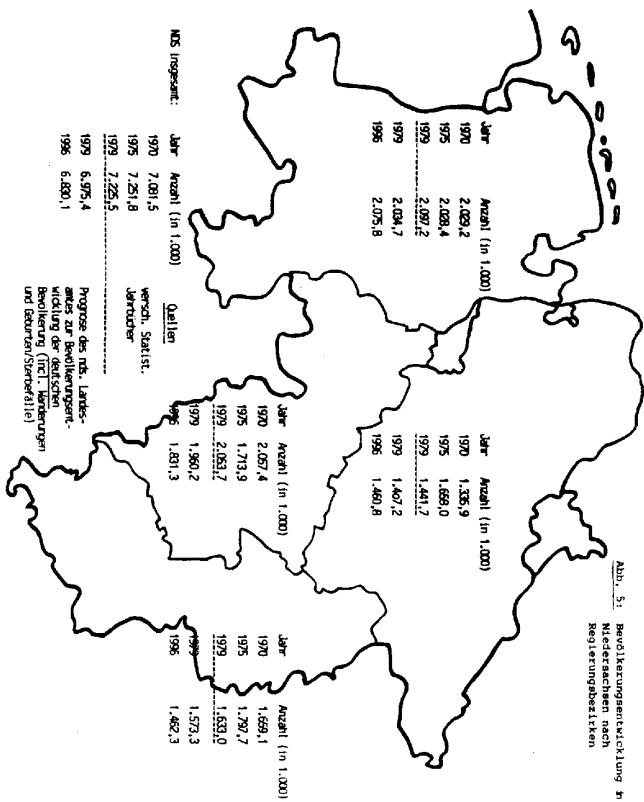 Abb. 5: Bevölkerungsentwicklung in
Niedersachsen nach
Regierungsbezirken
Jahr Anzahl (in 1.000)
1970 2.029,2
1975 2.028,4
1979 2.097,2
1979 2.034,7
1996 2.075,8
Jahr Anzahl (in 1.000)
1970 1.335,9
1975 1.668,0
1979 1.441,7
1979 1.407,2
1996 1.460,8
Jahr Anzahl (in 1.000)
1970 2.057,4
1975 1.713,9
1979 2.053,7
1979 1.960,2
1996 1.831,3
Jahr Anzahl (in 1.000)
1970 1.669,1
1975 1.797,7
1979 1.633,0
1979 1.573,3
1996 1.462,3
NDS insgesamt: Jahr Anzahl (in 1.000) Quellen
1970 7.081,5 versch. Statist.
1975 7.251,8 Jahrbücher
1979 7.225,5
1979 6.975,4 Prognose des nds. Landes-
1996 6.830,1 amtes zur Bevölkerungsent-
wicklung der deutschen
Bevölkerung (incl. Wanderungen
und Geburten/Sterbefälle)